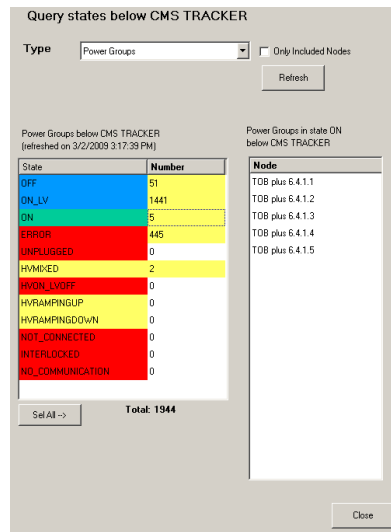 Query states below CMS TRACKER
Type Power Groups Only Included Nodes
Refresh
Power Groups below CMS TRACKER
(refreshed on 3/2/2009 3:17:39 PM)
State Number
OFF 51
ON_LV 1441
ON 5
ERROR 445
UNPLUGGED 0
HVMIXED 2
HVON_LVOFF 0
HVRAMPINGUP 0
HVRAMPINGDOWN 0
NOT_CONNECTED 0
INTERLOCKED 0
NO_COMMUNICATION 0
Sel All -->
Total: 1944
Power Groups in state ON
below CMS TRACKER
Node
TOB plus 6.4.1.1
TOB plus 6.4.1.2
TOB plus 6.4.1.3
TOB plus 6.4.1.4
TOB plus 6.4.1.5
Close